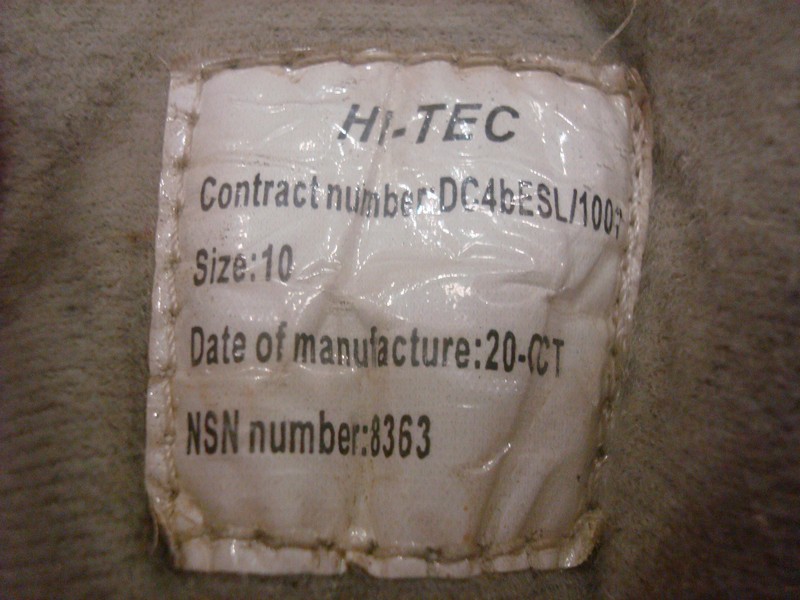 HI-TEC
Contract number:DC4bESL/1007
Size:10
Date of manufacture:20-OCT
NSN number:8363